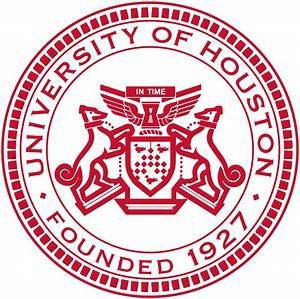 UNIVERSITY OF HOUSTON
IN TIME
· FOUNDED 1927 ·